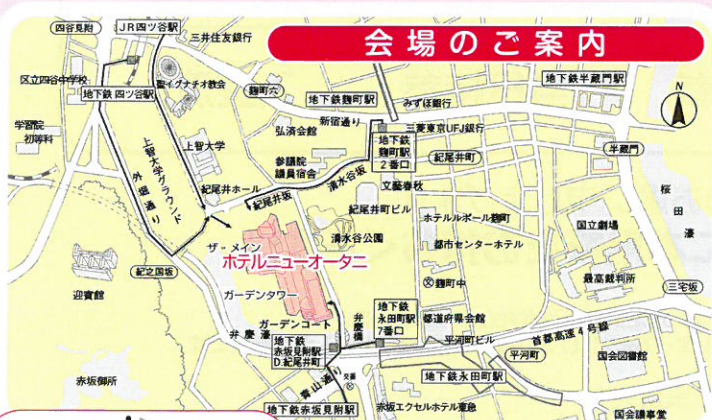 会場のご案内
四谷見附
JR四ツ谷駅
三井住友銀行
区立四谷中学校
地下鉄四ツ谷駅
聖イグナチオ教会
麹町六
地下鉄麹町駅
みずほ銀行
地下鉄半蔵門駅
N
学習院
初等科
上智大学
弘済会館
新宿通り
三菱東京UFJ銀行
地下鉄
麹町駅
2番口
紀尾井町
半蔵門
上智大学グラウンド
外堀通り
参議院
議員宿舎
清水谷坂
文藝春秋
桜田濠
紀尾井ホール
紀尾井坂
紀尾井町ビル
ホテルルポール麹町
国立劇場
清水谷公園
都市センターホテル
ザ・メイン
ホテルニューオータニ
最高裁判所
三宅坂
迎賓館
紀之国坂
ガーデンタワー
麹町中
弁慶濠
ガーデンコート
弁慶橋
地下鉄
永田町駅
7番口
都道府県会館
首都高速4号線
地下鉄
赤坂見附駅
D.紀尾井町
平河町ビル
平河町
国会図書館
赤坂御所
青山通り
交番
地下鉄永田町駅
地下鉄赤坂見附駅
赤坂エクセルホテル東急
国会議事堂